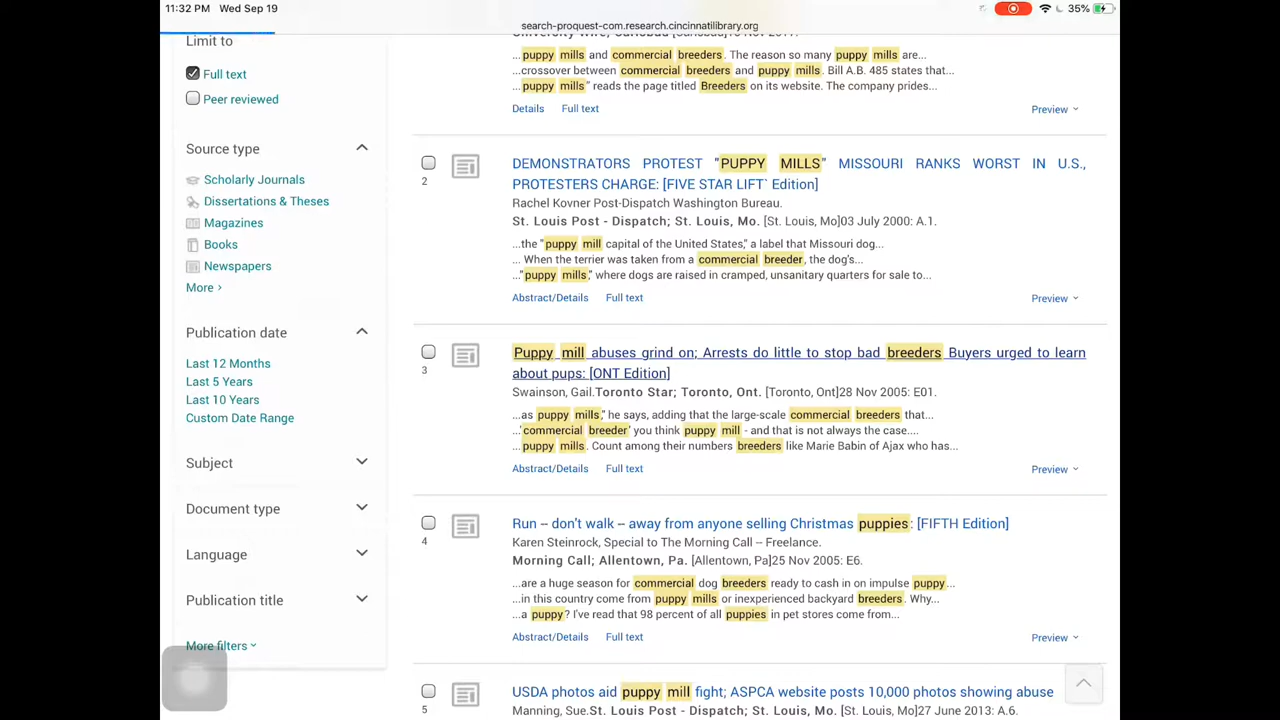 11:32 PM Wed Sep 19
35%
search-proquest-com.research.cincinnatilibrary.org
Limit to
Full text
Peer reviewed
Source type
Scholarly Journals
Dissertations & Theses
Magazines
Books
Newspapers
More
Publication date
Last 12 Months
Last 5 Years
Last 10 Years
Custom Date Range
Subject
Document type
Language
Publication title
More filters
...puppy mills and commercial breeders. The reason so many puppy mills are...
...crossover between commercial breeders and puppy mills. Bill A.B. 485 states that...
...puppy mills" reads the page titled Breeders on its website. The company prides...
Details Full text Preview
2
DEMONSTRATORS PROTEST "PUPPY MILLS" MISSOURI RANKS WORST IN U.S.,
PROTESTERS CHARGE: [FIVE STAR LIFT` Edition]
Rachel Kovner Post-Dispatch Washington Bureau.
St. Louis Post - Dispatch; St. Louis, Mo. [St. Louis, Mo]03 July 2000: A.1.
...the "puppy mill capital of the United States," a label that Missouri dog...
... When the terrier was taken from a commercial breeder, the dog's...
..."puppy mills," where dogs are raised in cramped, unsanitary quarters for sale to...
Abstract/Details Full text Preview
3
Puppy mill abuses grind on; Arrests do little to stop bad breeders Buyers urged to learn
about pups: [ONT Edition]
Swainson, Gail.Toronto Star; Toronto, Ont. [Toronto, Ont]28 Nov 2005: E01.
...as puppy mills," he says, adding that the large-scale commercial breeders that...
...'commercial breeder' you think puppy mill - and that is not always the case....
...puppy mills. Count among their numbers breeders like Marie Babin of Ajax who has...
Abstract/Details Full text Preview
4
Run -- don't walk -- away from anyone selling Christmas puppies: [FIFTH Edition]
Karen Steinrock, Special to The Morning Call -- Freelance.
Morning Call; Allentown, Pa. [Allentown, Pa]25 Nov 2005: E6.
...are a huge season for commercial dog breeders ready to cash in on impulse puppy...
...in this country come from puppy mills or inexperienced backyard breeders. Why...
...a puppy? I've read that 98 percent of all puppies in pet stores come from...
Abstract/Details Full text Preview
5
USDA photos aid puppy mill fight; ASPCA website posts 10,000 photos showing abuse
Manning, Sue.St. Louis Post - Dispatch; St. Louis, Mo. [St. Louis, Mo]27 June 2013: A.6.